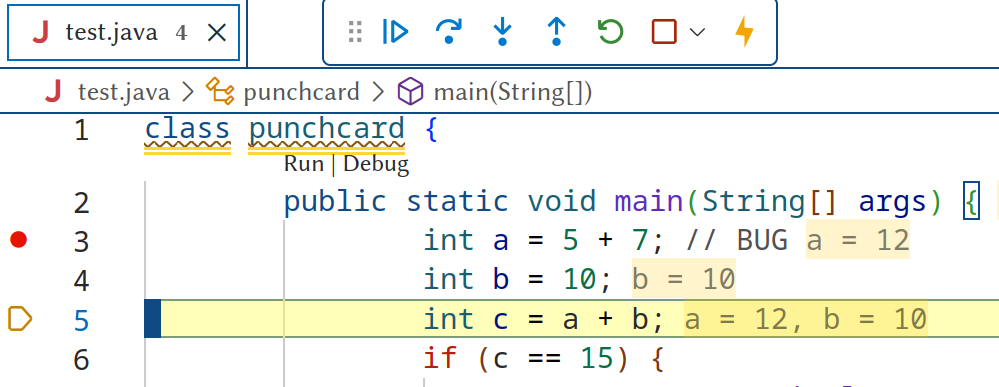 test.java 4
test.java > punchcard > main(String[])
1 class punchcard {
Run | Debug
2 public static void main(String[] args) {
3 int a = 5 + 7; // BUG a = 12
4 int b = 10; b = 10
5 int c = a + b; a = 12, b = 10
6 if (c == 15) {